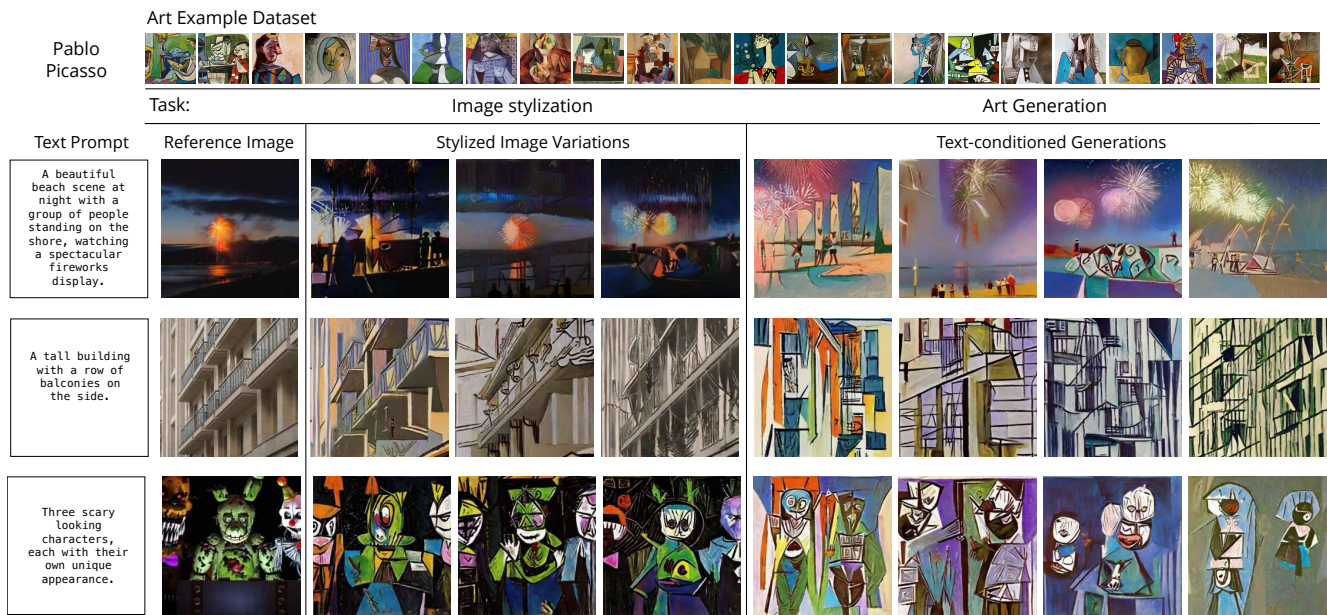 Art Example Dataset
Pablo
Picasso
Task:
Image stylization
Art Generation
Text Prompt
Reference Image
Stylized Image Variations
Text-conditioned Generations
A beautiful
beach scene at
night with a
group of people
standing on the
shore, watching
a spectacular
fireworks
display.
A tall building
with a row of
balconies on
the side.
Three scary
looking
characters,
each with their
own unique
appearance.